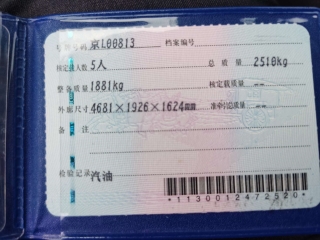 号牌号码 京L00813 档案编号
核定载人数 5人 总质量 2510kg
整备质量 1881kg 核定载质量 --
外廓尺寸 4681×1926×1624mm 准牵引总质量 --
备注
检验记录 汽油
*1130012472520*